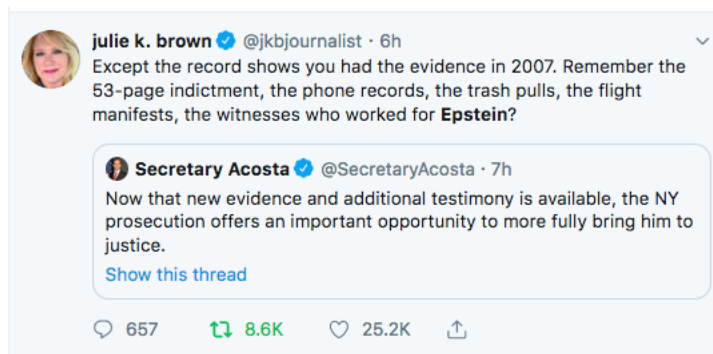 julie k. brown @jkbjournalist · 6h
Except the record shows you had the evidence in 2007. Remember the
53-page indictment, the phone records, the trash pulls, the flight
manifests, the witnesses who worked for Epstein?
Secretary Acosta @SecretaryAcosta · 7h
Now that new evidence and additional testimony is available, the NY
prosecution offers an important opportunity to more fully bring him to
justice.
Show this thread
657 8.6K 25.2K